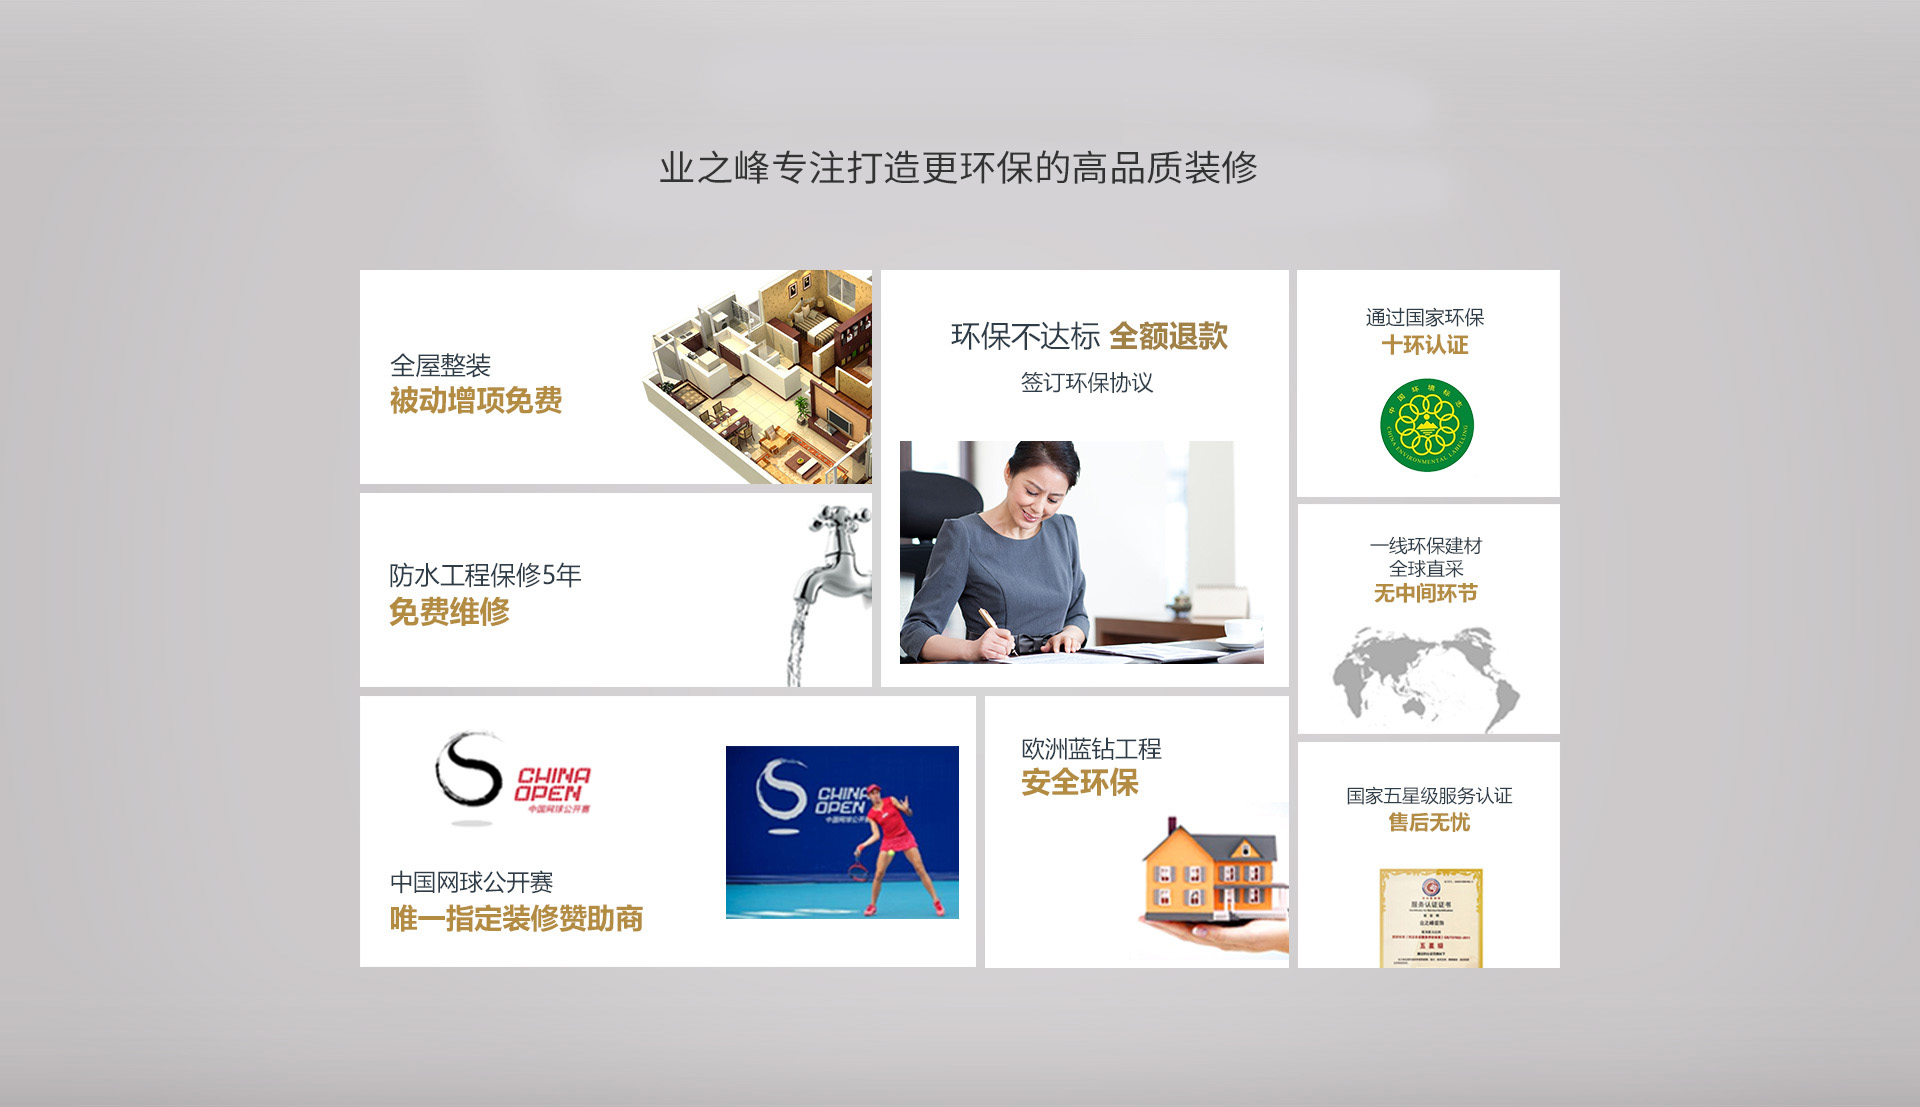 业之峰专注打造更环保的高品质装修
全屋整装
被动增项免费
环保不达标 全额退款
签订环保协议
通过国家环保
十环认证
中国环境标志
CHINA ENVIRONMENTAL LABELLING
防水工程保修5年
免费维修
一线环保建材
全球直采
无中间环节
CHINA
OPEN
中国网球公开赛
中国网球公开赛
唯一指定装修赞助商
CHINA
OPEN
中国网球公开
欧洲蓝钻工程
安全环保
国家五星级服务认证
售后无忧
服务认证证书
五星级